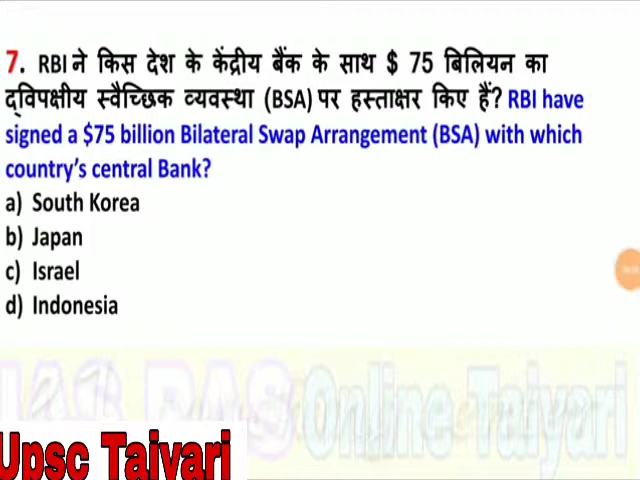 7. RBI ने किस देश के केंद्रीय बैंक के साथ $ 75 बिलियन का
द्विपक्षीय स्वैच्छिक व्यवस्था (BSA) पर हस्ताक्षर किए हैं? RBI have
signed a $75 billion Bilateral Swap Arrangement (BSA) with which
country's central Bank?
a) South Korea
b) Japan
c) Israel
d) Indonesia
Online Taiyari
Upsc Taiyari